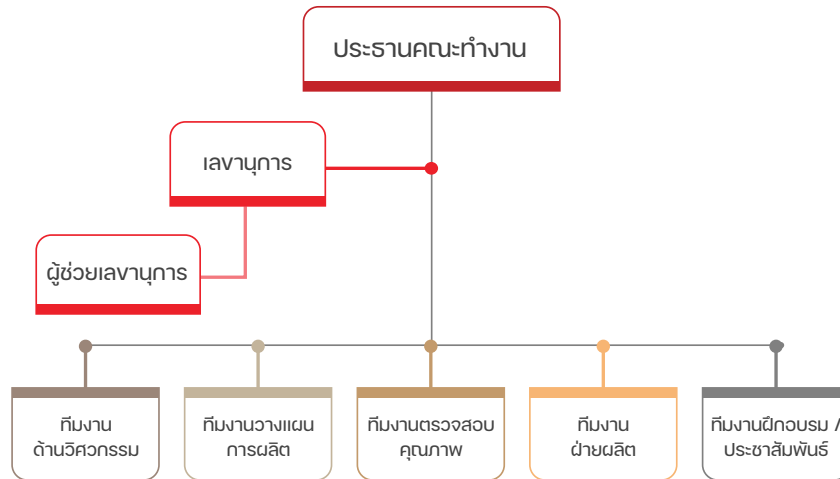 ประธานคณะทำงาน
เลขานุการ
ผู้ช่วยเลขานุการ
ทีมงาน
ด้านวิศวกรรม
ทีมงานวางแผน
การผลิต
ทีมงานตรวจสอบ
คุณภาพ
ทีมงาน
ฝ่ายผลิต
ทีมงานฝึกอบรม /
ประชาสัมพันธ์